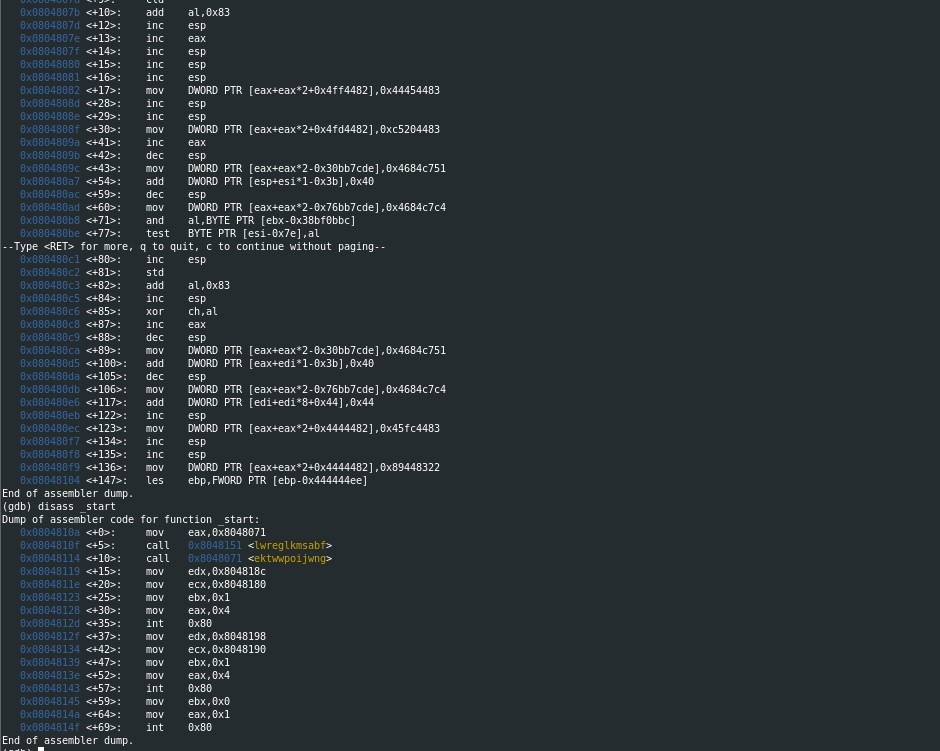 0x0804807b <+10>: add al,0x83
0x0804807d <+12>: inc esp
0x0804807e <+13>: inc eax
0x0804807f <+14>: inc esp
0x08048080 <+15>: inc esp
0x08048081 <+16>: inc esp
0x08048082 <+17>: mov DWORD PTR [eax+eax*2+0x4ff4482],0x44454483
0x0804808d <+28>: inc esp
0x0804808e <+29>: inc esp
0x0804808f <+30>: mov DWORD PTR [eax+eax*2+0x4fd4482],0xc5204483
0x0804809a <+41>: inc eax
0x0804809b <+42>: dec esp
0x0804809c <+43>: mov DWORD PTR [eax+eax*2-0x30bb7cde],0x4684c751
0x080480a7 <+54>: add DWORD PTR [esp+esi*1-0x3b],0x40
0x080480ac <+59>: dec esp
0x080480ad <+60>: mov DWORD PTR [eax+eax*2-0x76bb7cde],0x4684c7c4
0x080480b8 <+71>: and al,BYTE PTR [ebx-0x38bf0bbc]
0x080480be <+77>: test BYTE PTR [esi-0x7e],al
--Type <RET> for more, q to quit, c to continue without paging--
0x080480c1 <+80>: inc esp
0x080480c2 <+81>: std
0x080480c3 <+82>: add al,0x83
0x080480c5 <+84>: inc esp
0x080480c6 <+85>: xor ch,al
0x080480c8 <+87>: inc eax
0x080480c9 <+88>: dec esp
0x080480ca <+89>: mov DWORD PTR [eax+eax*2-0x30bb7cde],0x4684c751
0x080480d5 <+100>: add DWORD PTR [eax+edi*1-0x3b],0x40
0x080480da <+105>: dec esp
0x080480db <+106>: mov DWORD PTR [eax+eax*2-0x76bb7cde],0x4684c7c4
0x080480e6 <+117>: add DWORD PTR [edi+edi*8+0x44],0x44
0x080480eb <+122>: inc esp
0x080480ec <+123>: mov DWORD PTR [eax+eax*2+0x4444482],0x45fc4483
0x080480f7 <+134>: inc esp
0x080480f8 <+135>: inc esp
0x080480f9 <+136>: mov DWORD PTR [eax+eax*2+0x4444482],0x89448322
0x08048104 <+147>: les ebp,FWORD PTR [ebp-0x444444ee]
End of assembler dump.
(gdb) disass _start
Dump of assembler code for function _start:
0x0804810a <+0>: mov eax,0x8048071
0x0804810f <+5>: call 0x8048151 <lwreglkmsabf>
0x08048114 <+10>: call 0x8048071 <ektwwpoijwng>
0x08048119 <+15>: mov edx,0x804818c
0x0804811e <+20>: mov ecx,0x8048180
0x08048123 <+25>: mov ebx,0x1
0x08048128 <+30>: mov eax,0x4
0x0804812d <+35>: int 0x80
0x0804812f <+37>: mov edx,0x8048198
0x08048134 <+42>: mov ecx,0x8048190
0x08048139 <+47>: mov ebx,0x1
0x0804813e <+52>: mov eax,0x4
0x08048143 <+57>: int 0x80
0x08048145 <+59>: mov ebx,0x0
0x0804814a <+64>: mov eax,0x1
0x0804814f <+69>: int 0x80
End of assembler dump.